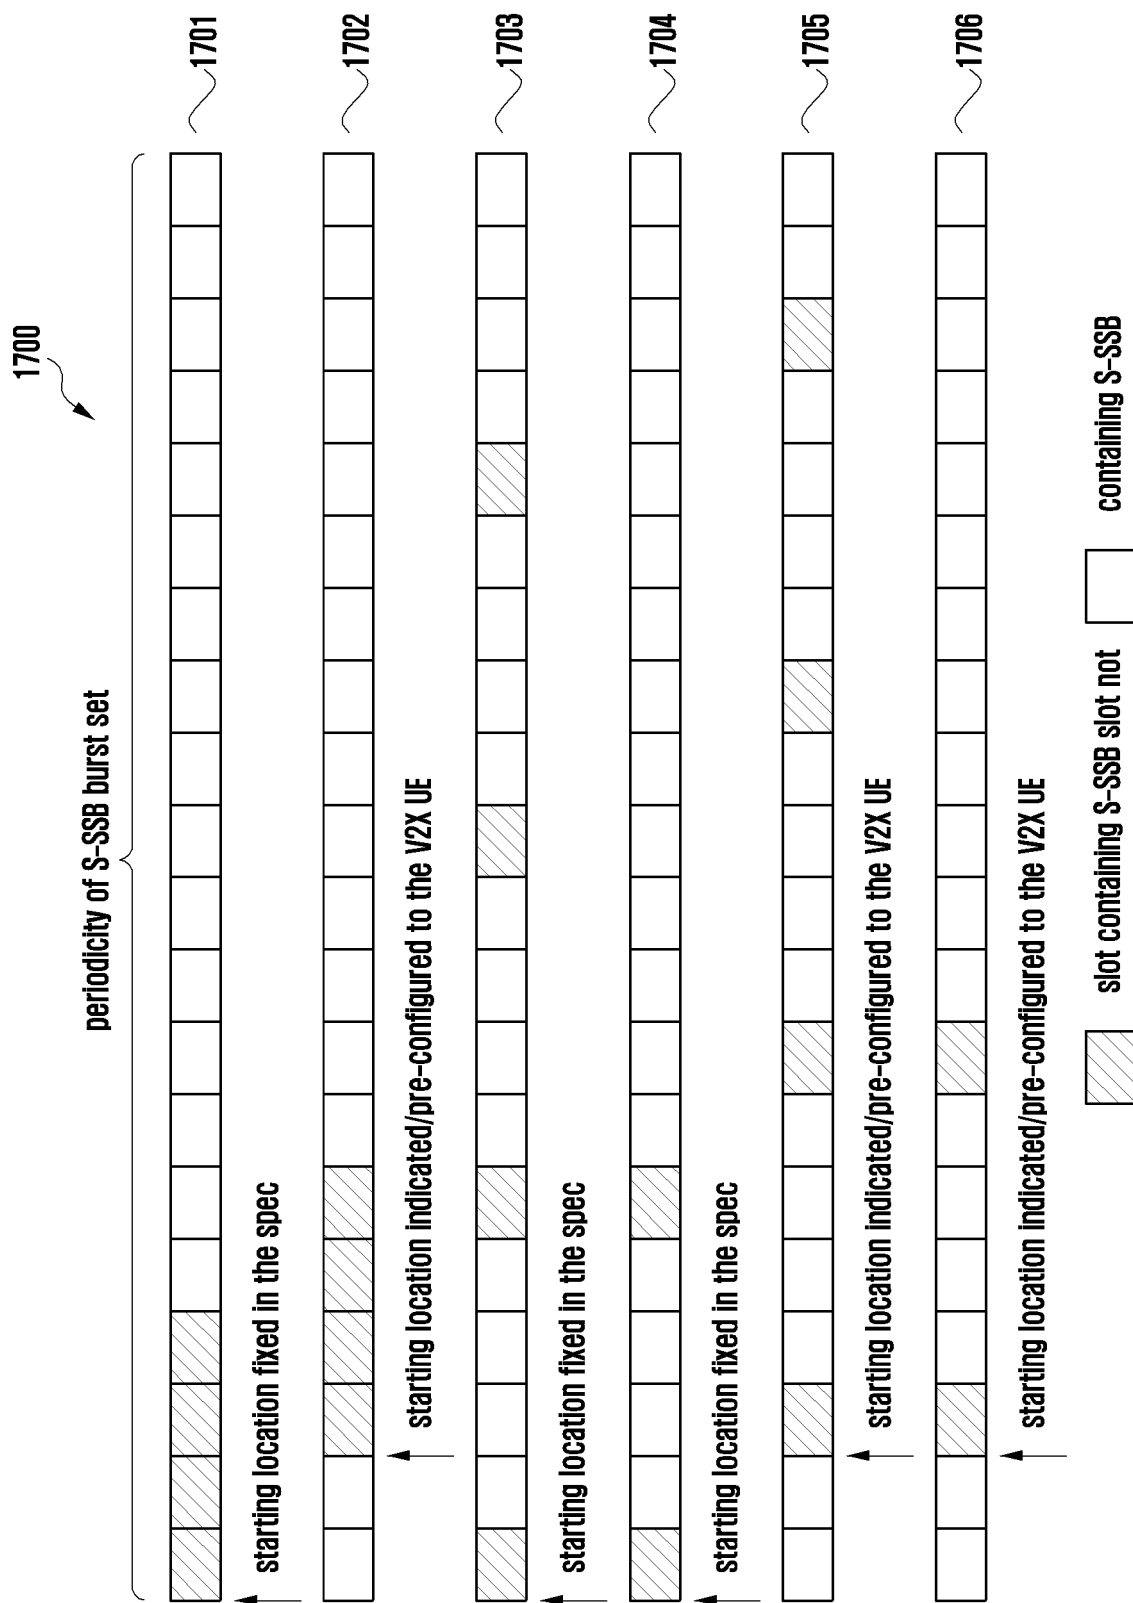 1700
periodicity of S-SSB burst set
1701
starting location fixed in the spec
1702
starting location indicated/pre-configured to the V2X UE
1703
starting location fixed in the spec
1704
starting location fixed in the spec
1705
starting location indicated/pre-configured to the V2X UE
1706
starting location indicated/pre-configured to the V2X UE
slot containing S-SSB slot not
containing S-SSB